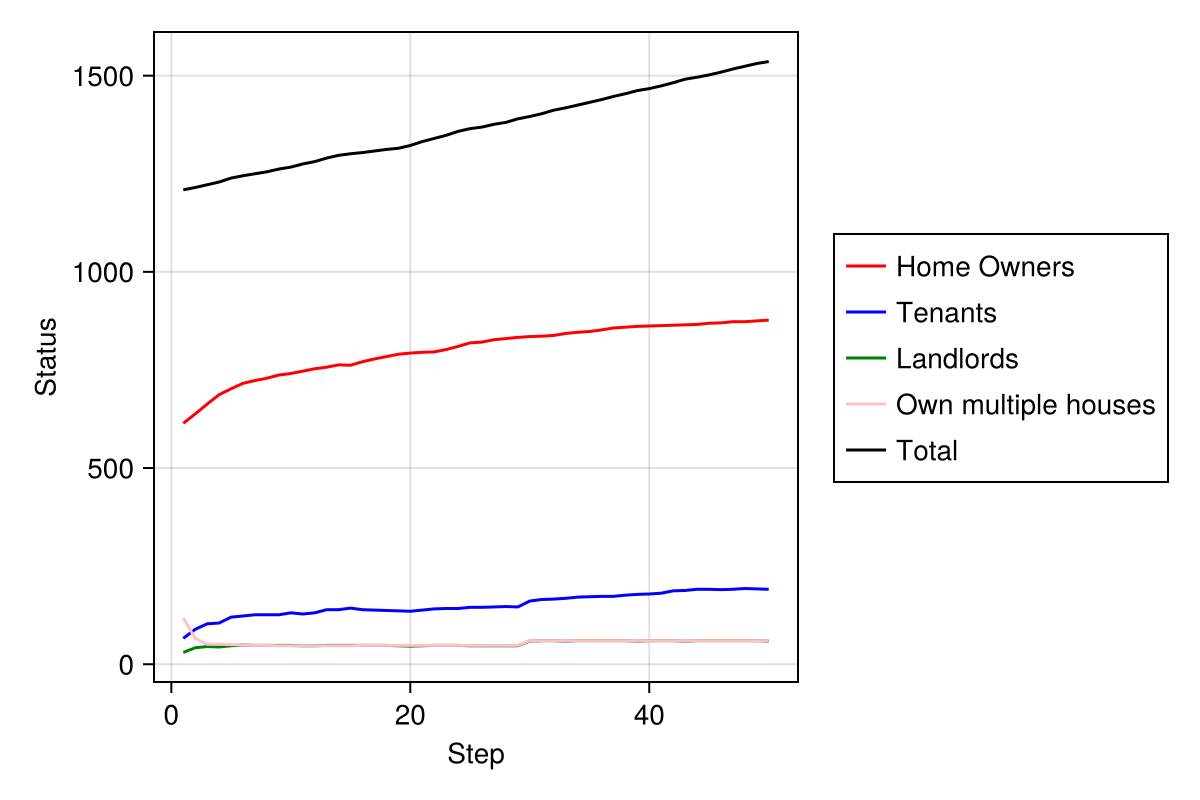 1500
1000
500
0
Status
0 20 40
Step
Home Owners
Tenants
Landlords
Own multiple houses
Total